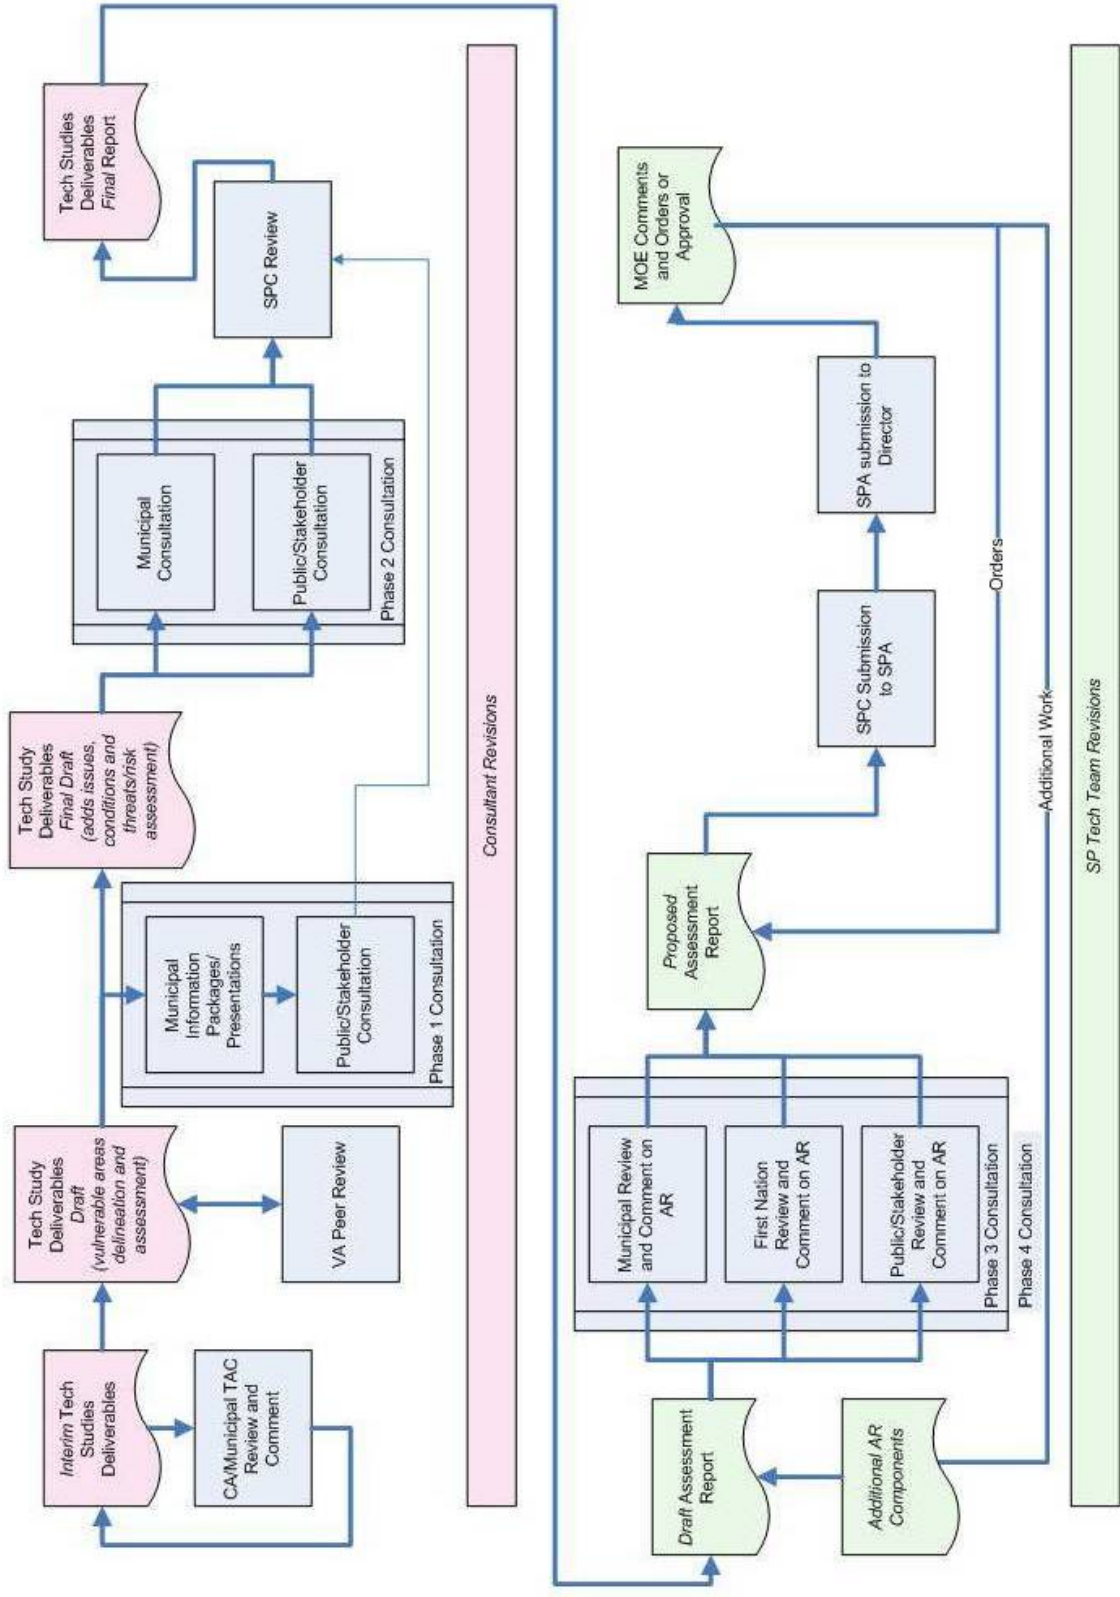 Interim Tech
Studies
Deliverables
CA/Municipal TAC
Review and
Comment
Tech Study
Deliverables
Draft
(vulnerable areas
delineation and
assessment)
VA Peer Review
Municipal
Information
Packages/
Presentations
Public/Stakeholder
Consultation
Phase 1 Consultation
Tech Study
Deliverables
Final Draft
(adds issues,
conditions and
threats/risk
assessment)
Municipal
Consultation
Public/Stakeholder
Consultation
Phase 2 Consultation
SPC Review
Tech Studies
Deliverables
Final Report
Consultant Revisions
Draft Assessment
Report
Additional AR
Components
Municipal Review
and Comment on
AR
First Nation
Review and
Comment on AR
Public/Stakeholder
Review and
Comment on AR
Phase 3 Consultation
Phase 4 Consultation
Proposed
Assessment
Report
SPC Submission
to SPA
SPA submission to
Director
MOE Comments
and Orders or
Approval
Orders
Additional Work
SP Tech Team Revisions